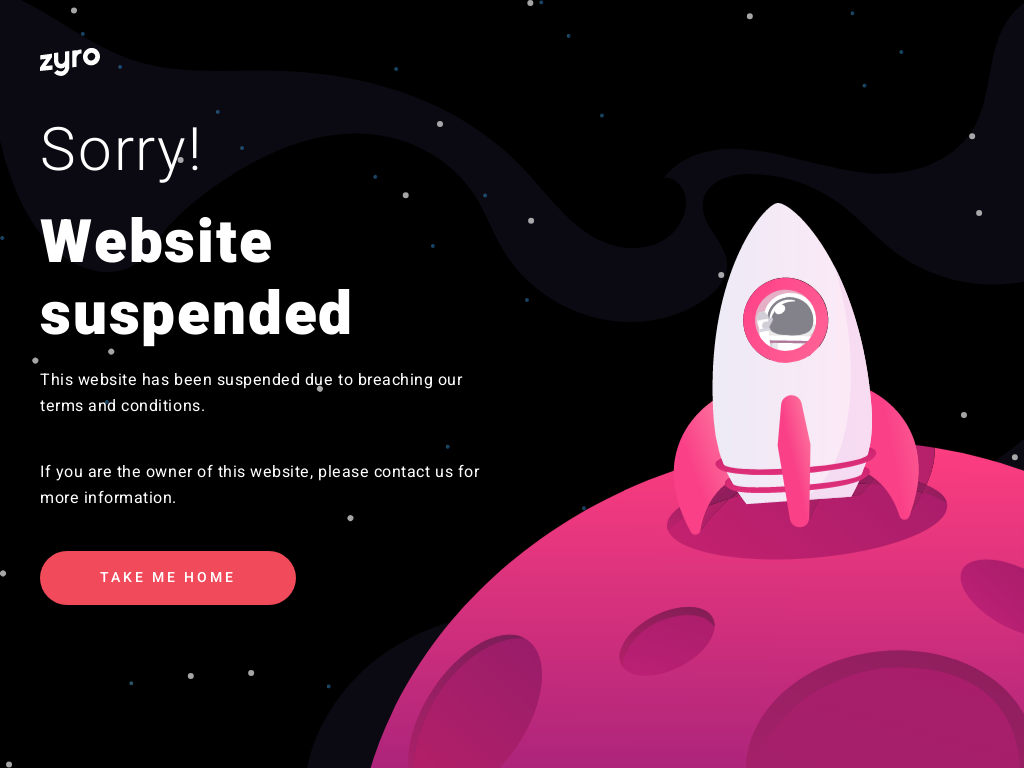 zyro
Sorry!
Website
suspended
This website has been suspended due to breaching our
terms and conditions.
If you are the owner of this website, please contact us for
more information.
TAKE ME HOME